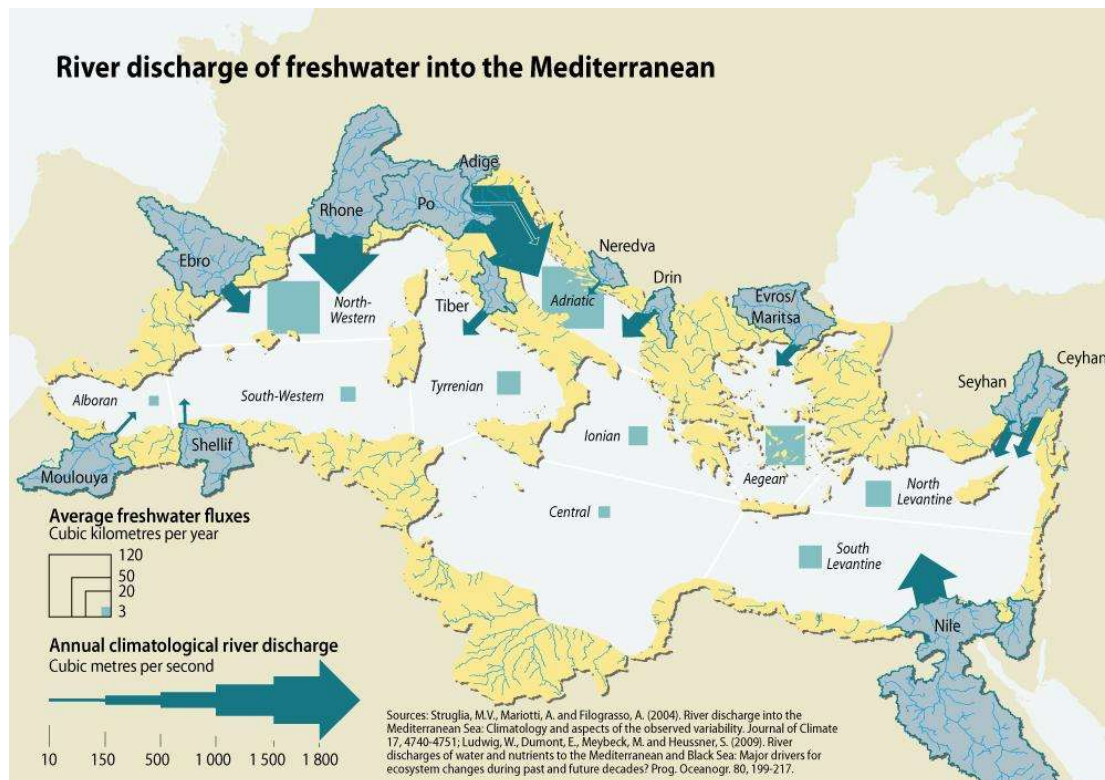 River discharge of freshwater into the Mediterranean
Adige
Rhone
Po
Neredva
Ebro
Drin
North-
Western
Tiber
Adriatic
Evros/
Maritsa
Ceyhan
Seyhan
Alboran
South-Western
Tyrrenian
Shellif
Ionian
Moulouya
Aegean
North
Levantine
Central
South
Levantine
Nile
Average freshwater fluxes
Cubic kilometres per year
120
50
20
3
Annual climatological river discharge
Cubic metres per second
10 150 500 1 000 1 500 1 800
Sources: Struglia, M.V., Mariotti, A. and Filograsso, A. (2004). River discharge into the
Mediterranean Sea: Climatology and aspects of the observed variability. Journal of Climate
17, 4740-4751; Ludwig, W., Dumont, E., Meybeck, M. and Heussner, S. (2009). River
discharges of water and nutrients to the Mediterranean and Black Sea: Major drivers for
ecosystem changes during past and future decades? Prog. Oceanogr. 80, 199-217.